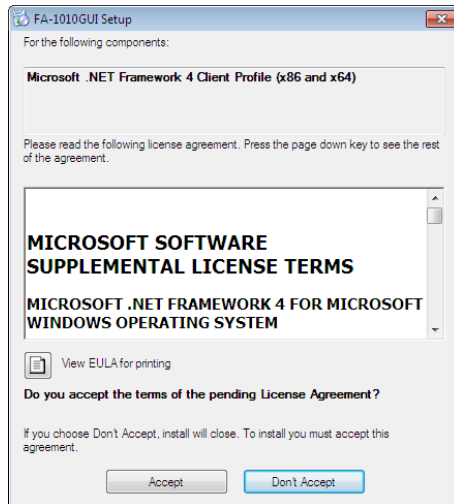 FA-1010GUI Setup
For the following components:
Microsoft .NET Framework 4 Client Profile (x86 and x64)
Please read the following license agreement. Press the page down key to see the rest
of the agreement.
MICROSOFT SOFTWARE
SUPPLEMENTAL LICENSE TERMS
MICROSOFT .NET FRAMEWORK 4 FOR MICROSOFT
WINDOWS OPERATING SYSTEM
View EULA for printing
Do you accept the terms of the pending License Agreement?
If you choose Don't Accept, install will close. To install you must accept this
agreement.
Accept
Don't Accept